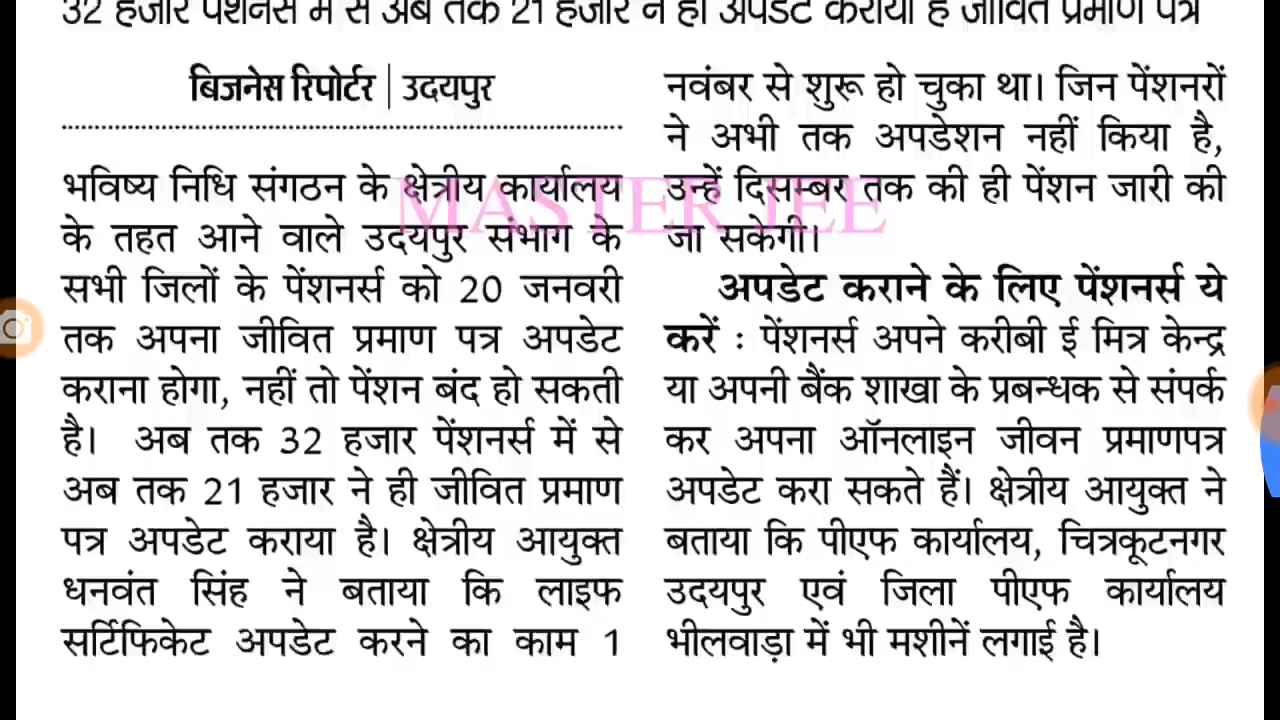 32 हजार पेंशनर्स में से अब तक 21 हजार ने ही अपडेट कराया है जीवित प्रमाण पत्र
बिजनेस रिपोर्टर | उदयपुर
भविष्य निधि संगठन के क्षेत्रीय कार्यालय
के तहत आने वाले उदयपुर संभाग के
सभी जिलों के पेंशनर्स को 20 जनवरी
तक अपना जीवित प्रमाण पत्र अपडेट
कराना होगा, नहीं तो पेंशन बंद हो सकती
है। अब तक 32 हजार पेंशनर्स में से
अब तक 21 हजार ने ही जीवित प्रमाण
पत्र अपडेट कराया है। क्षेत्रीय आयुक्त
धनवंत सिंह ने बताया कि लाइफ
सर्टिफिकेट अपडेट करने का काम 1
नवंबर से शुरू हो चुका था। जिन पेंशनरों
ने अभी तक अपडेशन नहीं किया है,
उन्हें दिसम्बर तक की ही पेंशन जारी की
जा सकेगी।
अपडेट कराने के लिए पेंशनर्स ये
करें : पेंशनर्स अपने करीबी ई मित्र केन्द्र
या अपनी बैंक शाखा के प्रबन्धक से संपर्क
कर अपना ऑनलाइन जीवन प्रमाणपत्र
अपडेट करा सकते हैं। क्षेत्रीय आयुक्त ने
बताया कि पीएफ कार्यालय, चित्रकूटनगर
उदयपुर एवं जिला पीएफ कार्यालय
भीलवाड़ा में भी मशीनें लगाई है।
MASTER JEE